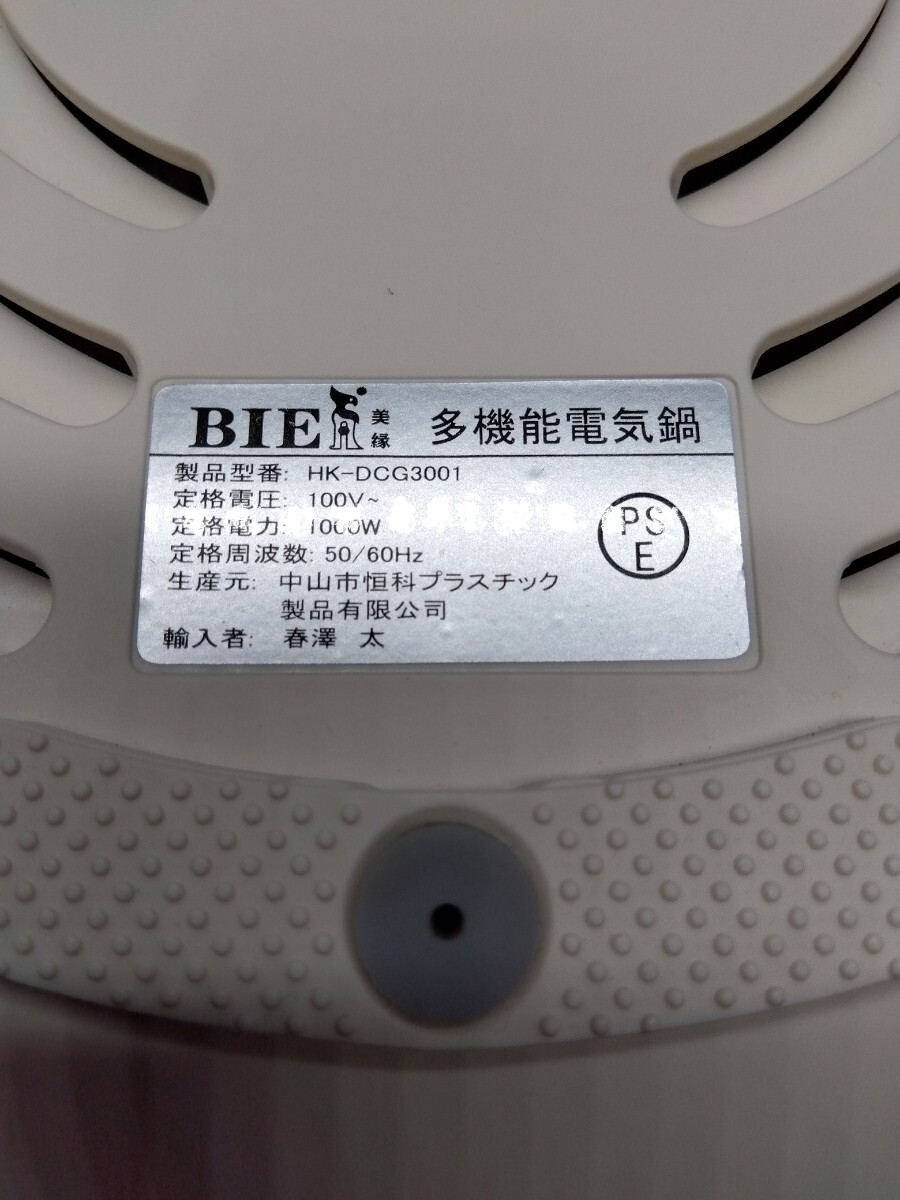 BIE 美縁 多機能電気鍋
製品型番: HK-DCG3001
定格電圧: 100V~
定格電力: 1000W
定格周波数: 50/60Hz
PS
E
生産元: 中山市恒科プラスチック
製品有限公司
輸入者: 春澤 太